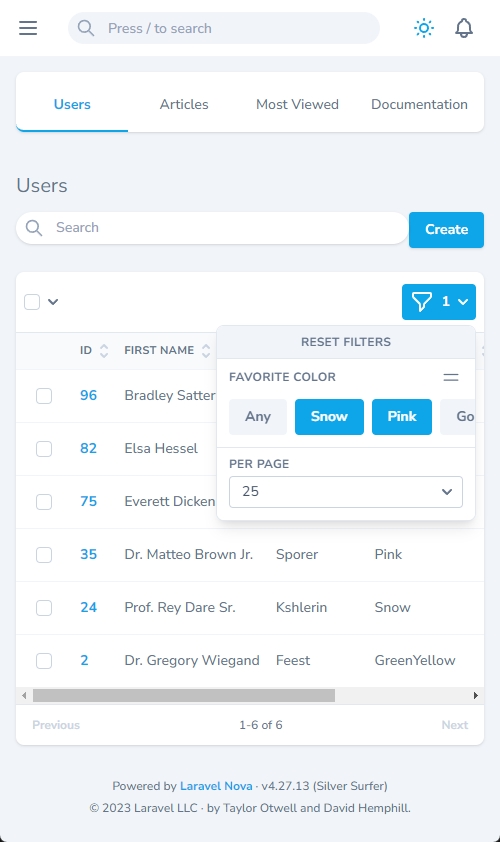 Press / to search
Users Articles Most Viewed Documentation
Users
Search
Create
1
RESET FILTERS
FAVORITE COLOR
Any Snow Pink Go
PER PAGE
25
ID FIRST NAME
96 Bradley Satter
82 Elsa Hessel
75 Everett Dicken
35 Dr. Matteo Brown Jr. Sporer Pink
24 Prof. Rey Dare Sr. Kshlerin Snow
2 Dr. Gregory Wiegand Feest GreenYellow
Previous 1-6 of 6 Next
Powered by Laravel Nova · v4.27.13 (Silver Surfer)
© 2023 Laravel LLC · by Taylor Otwell and David Hemphill.